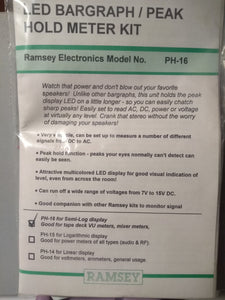 LED BARGRAPH / PEAK
HOLD METER KIT
Ramsey Electronics Model No. PH-16
Watch that power and don't blow out your favorite
speakers! Unlike other bargraphs, this unit holds the peak
display LED on a little longer - so you can easily chatch
sharp peaks! Easily set to read AC, DC, power or voltage
at virtually any level. Crank that stereo without the worry
of damaging your speakers!
• Very versatile, can be set up to measure a number of different
signals from DC to AC.
• Peak hold function - peaks your eyes normally can't detect can
easily be seen.
• Attractive multicolored LED display for good visual indication of
level, even from across the room!
• Can run off a wide range of voltages from 7V to 15V DC.
• Good companion with other Ramsey kits to monitor signal
PH-16 for Semi-Log display
Good for tape deck VU meters, mixer meters,
PH-15 for Logarithmic display
Good for power meters of all types (audio & RF)
PH-14 for Linear display
Good for voltmeters, ammeters, general usage.
RAMSEY